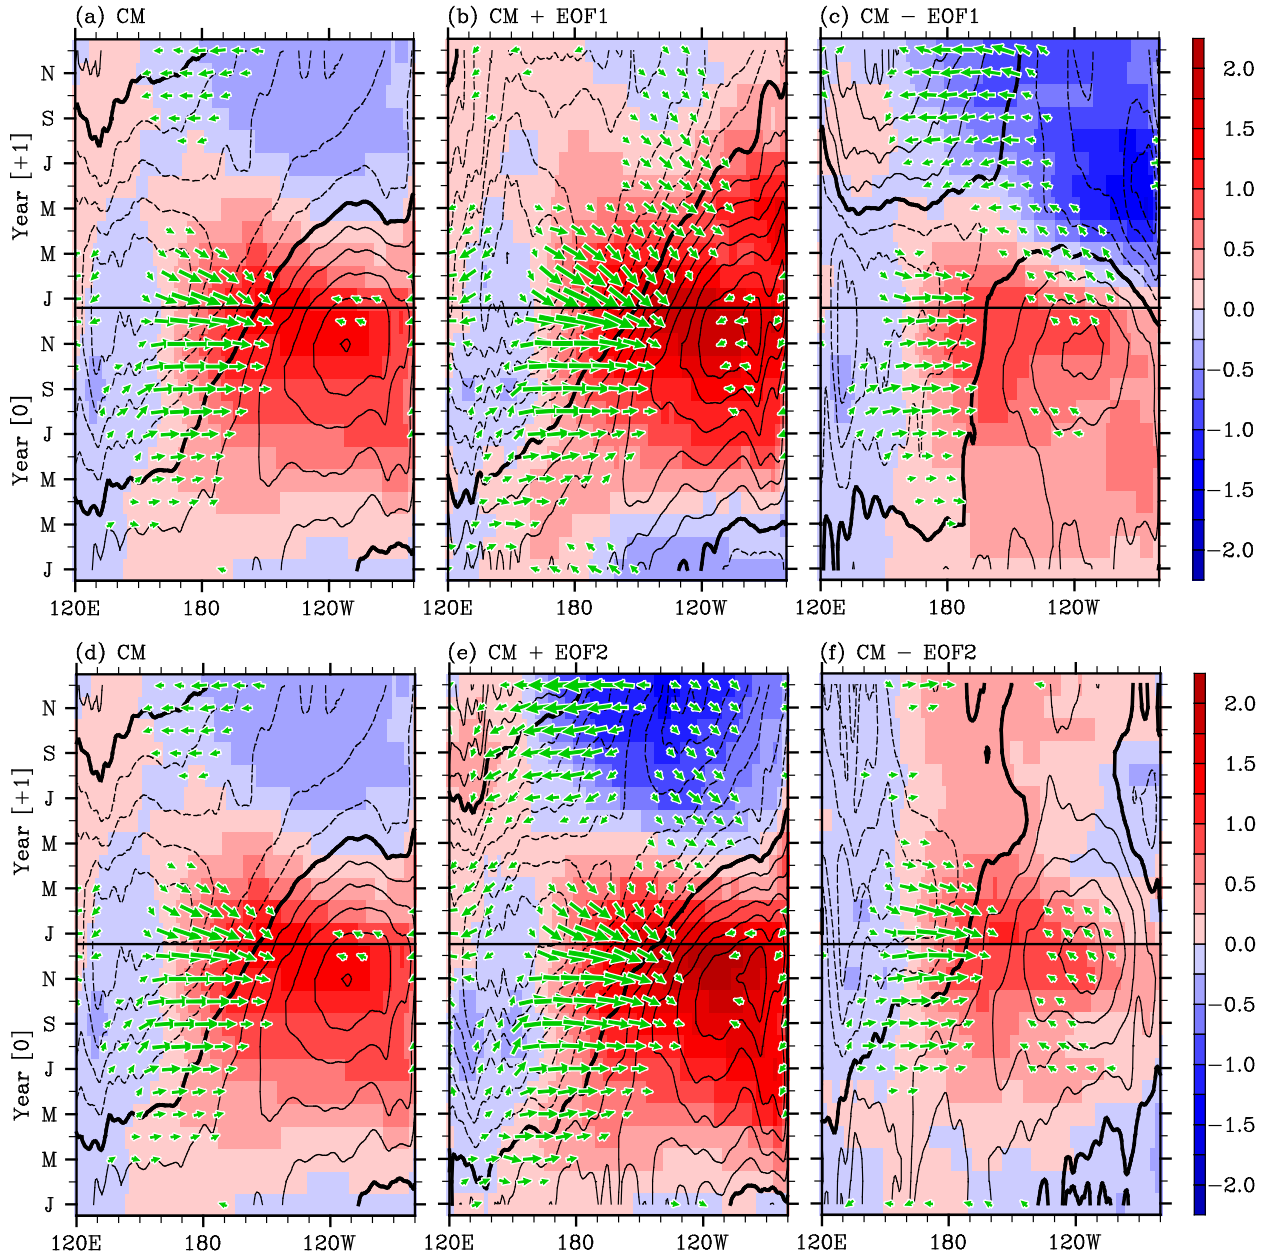 (a) CM
(b) CM + EOF1
(c) CM − EOF1
N
S
J
M
M
J
N
S
J
M
M
J
Year [+1]
Year [0]
120E 180 120W
120E 180 120W
120E 180 120W
2.0
1.5
1.0
0.5
0.0
−0.5
−1.0
−1.5
−2.0
(d) CM
(e) CM + EOF2
(f) CM − EOF2
N
S
J
M
M
J
N
S
J
M
M
J
Year [+1]
Year [0]
120E 180 120W
120E 180 120W
120E 180 120W
2.0
1.5
1.0
0.5
0.0
−0.5
−1.0
−1.5
−2.0